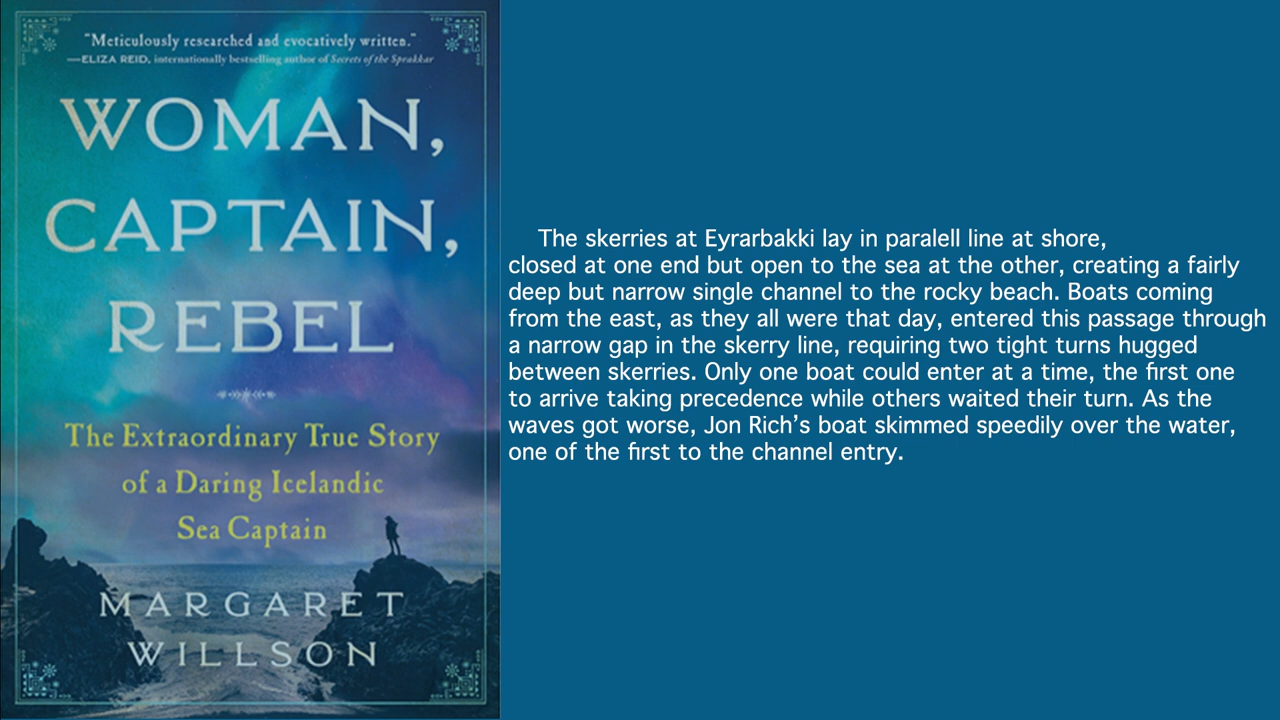 "Meticulously researched and evocatively written."
—ELIZA REID, internationally bestselling author of Secrets of the Sprakkar
WOMAN,
CAPTAIN,
REBEL
The Extraordinary True Story
of a Daring Icelandic
Sea Captain
MARGARET
WILLSON
The skerries at Eyrarbakki lay in paralell line at shore,
closed at one end but open to the sea at the other, creating a fairly
deep but narrow single channel to the rocky beach. Boats coming
from the east, as they all were that day, entered this passage through
a narrow gap in the skerry line, requiring two tight turns hugged
between skerries. Only one boat could enter at a time, the first one
to arrive taking precedence while others waited their turn. As the
waves got worse, Jon Rich’s boat skimmed speedily over the water,
one of the first to the channel entry.